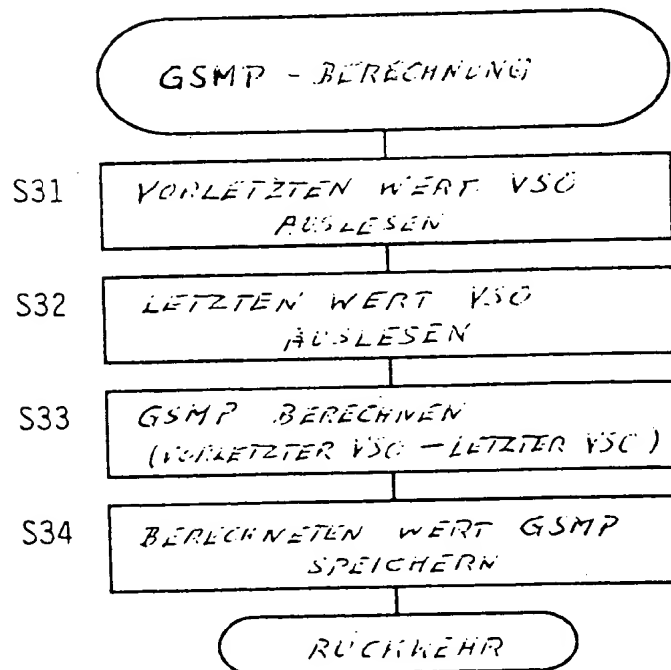 GSMP - BERECHNUNG
S31
VORLETZTEN WERT VSO
AUSLESEN
S32
LETZTEN WERT VSO
AUSLESEN
S33
GSMP BERECHNEN
(VORLETZTER VSO - LETZTER VSO)
S34
BERECHNETEN WERT GSMP
SPEICHERN
RÜCKKEHR